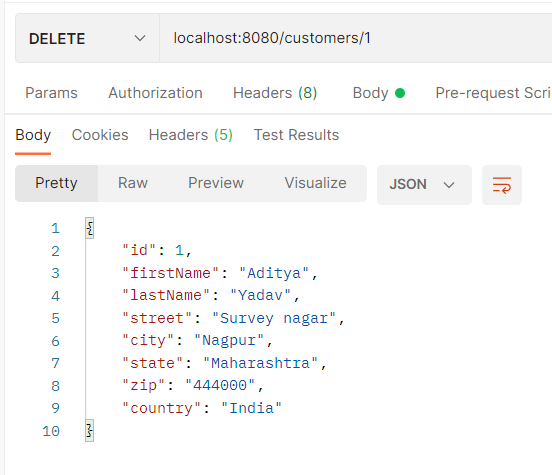 DELETE localhost:8080/customers/1
Params Authorization Headers (8) Body Pre-request Scri
Body Cookies Headers (5) Test Results
Pretty Raw Preview Visualize JSON
1 {
2 "id": 1,
3 "firstName": "Aditya",
4 "lastName": "Yadav",
5 "street": "Survey nagar",
6 "city": "Nagpur",
7 "state": "Maharashtra",
8 "zip": "444000",
9 "country": "India"
10 }